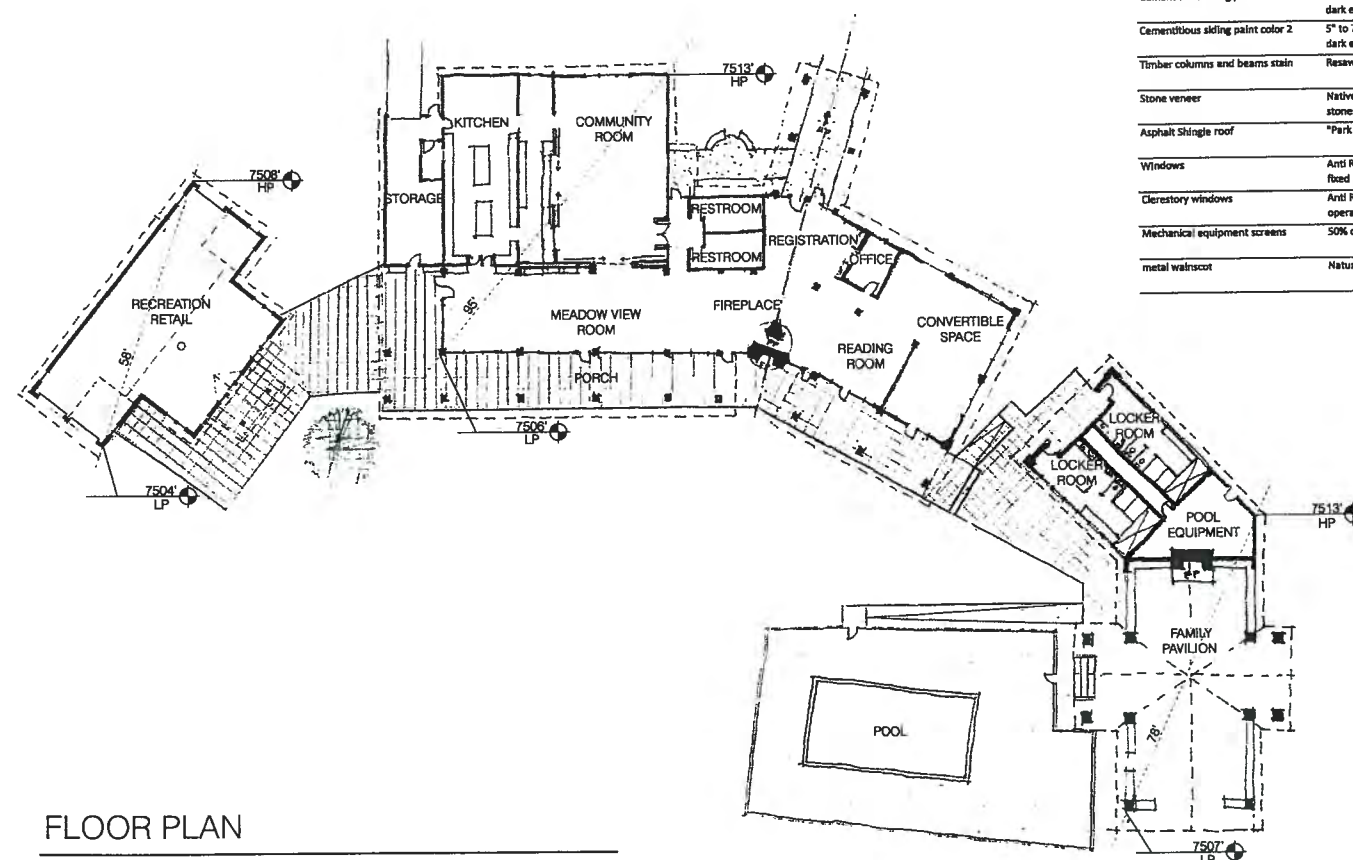 dark e
Cementitious siding paint color 2
5" to
dark e
Timber columns and beams stain
Resaw
Stone veneer
Native
stone
Asphalt Shingle roof
"Park
Windows
Anti R
fixed
Clerestory windows
Anti R
opera
Mechanical equipment screens
50%
metal wainscot
Natur
7513'
HP
KITCHEN
COMMUNITY
ROOM
7508'
HP
STORAGE
RESTROOM
RESTROOM
REGISTRATION
OFFICE
RECREATION
RETAIL
58'
95'
MEADOW VIEW
ROOM
FIREPLACE
CONVERTIBLE
SPACE
READING
ROOM
PORCH
7506'
LP
7504'
LP
LOCKER
ROOM
LOCKER
ROOM
POOL
EQUIPMENT
7513'
HP
FAMILY
PAVILION
POOL
78'
FLOOR PLAN
7507'
LP